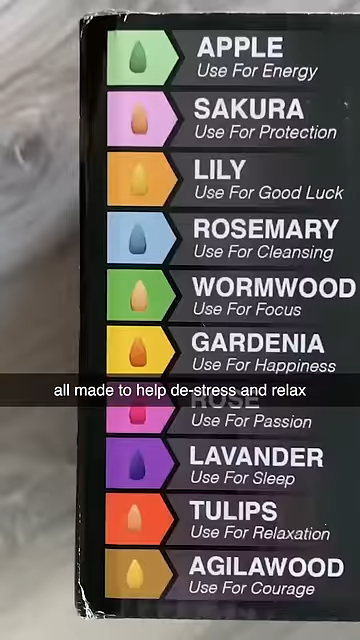 APPLE
Use For Energy
SAKURA
Use For Protection
LILY
Use For Good Luck
ROSEMARY
Use For Cleansing
WORMWOOD
Use For Focus
GARDENIA
Use For Happiness
all made to help de-stress and relax
ROSE
Use For Passion
LAVANDER
Use For Sleep
TULIPS
Use For Relaxation
AGILAWOOD
Use For Courage